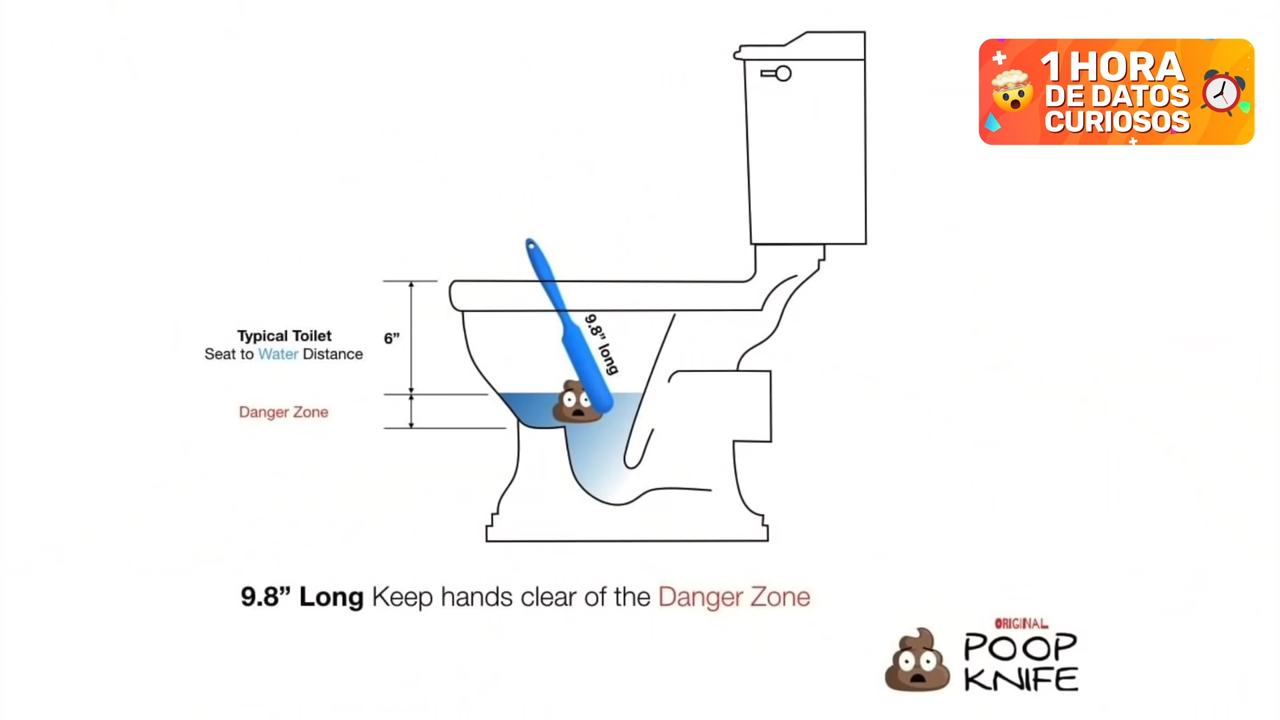 1 HORA
DE DATOS
CURIOSOS
Typical Toilet
Seat to Water Distance
6”
9.8” long
Danger Zone
9.8” Long Keep hands clear of the Danger Zone
ORIGINAL
POOP
KNIFE